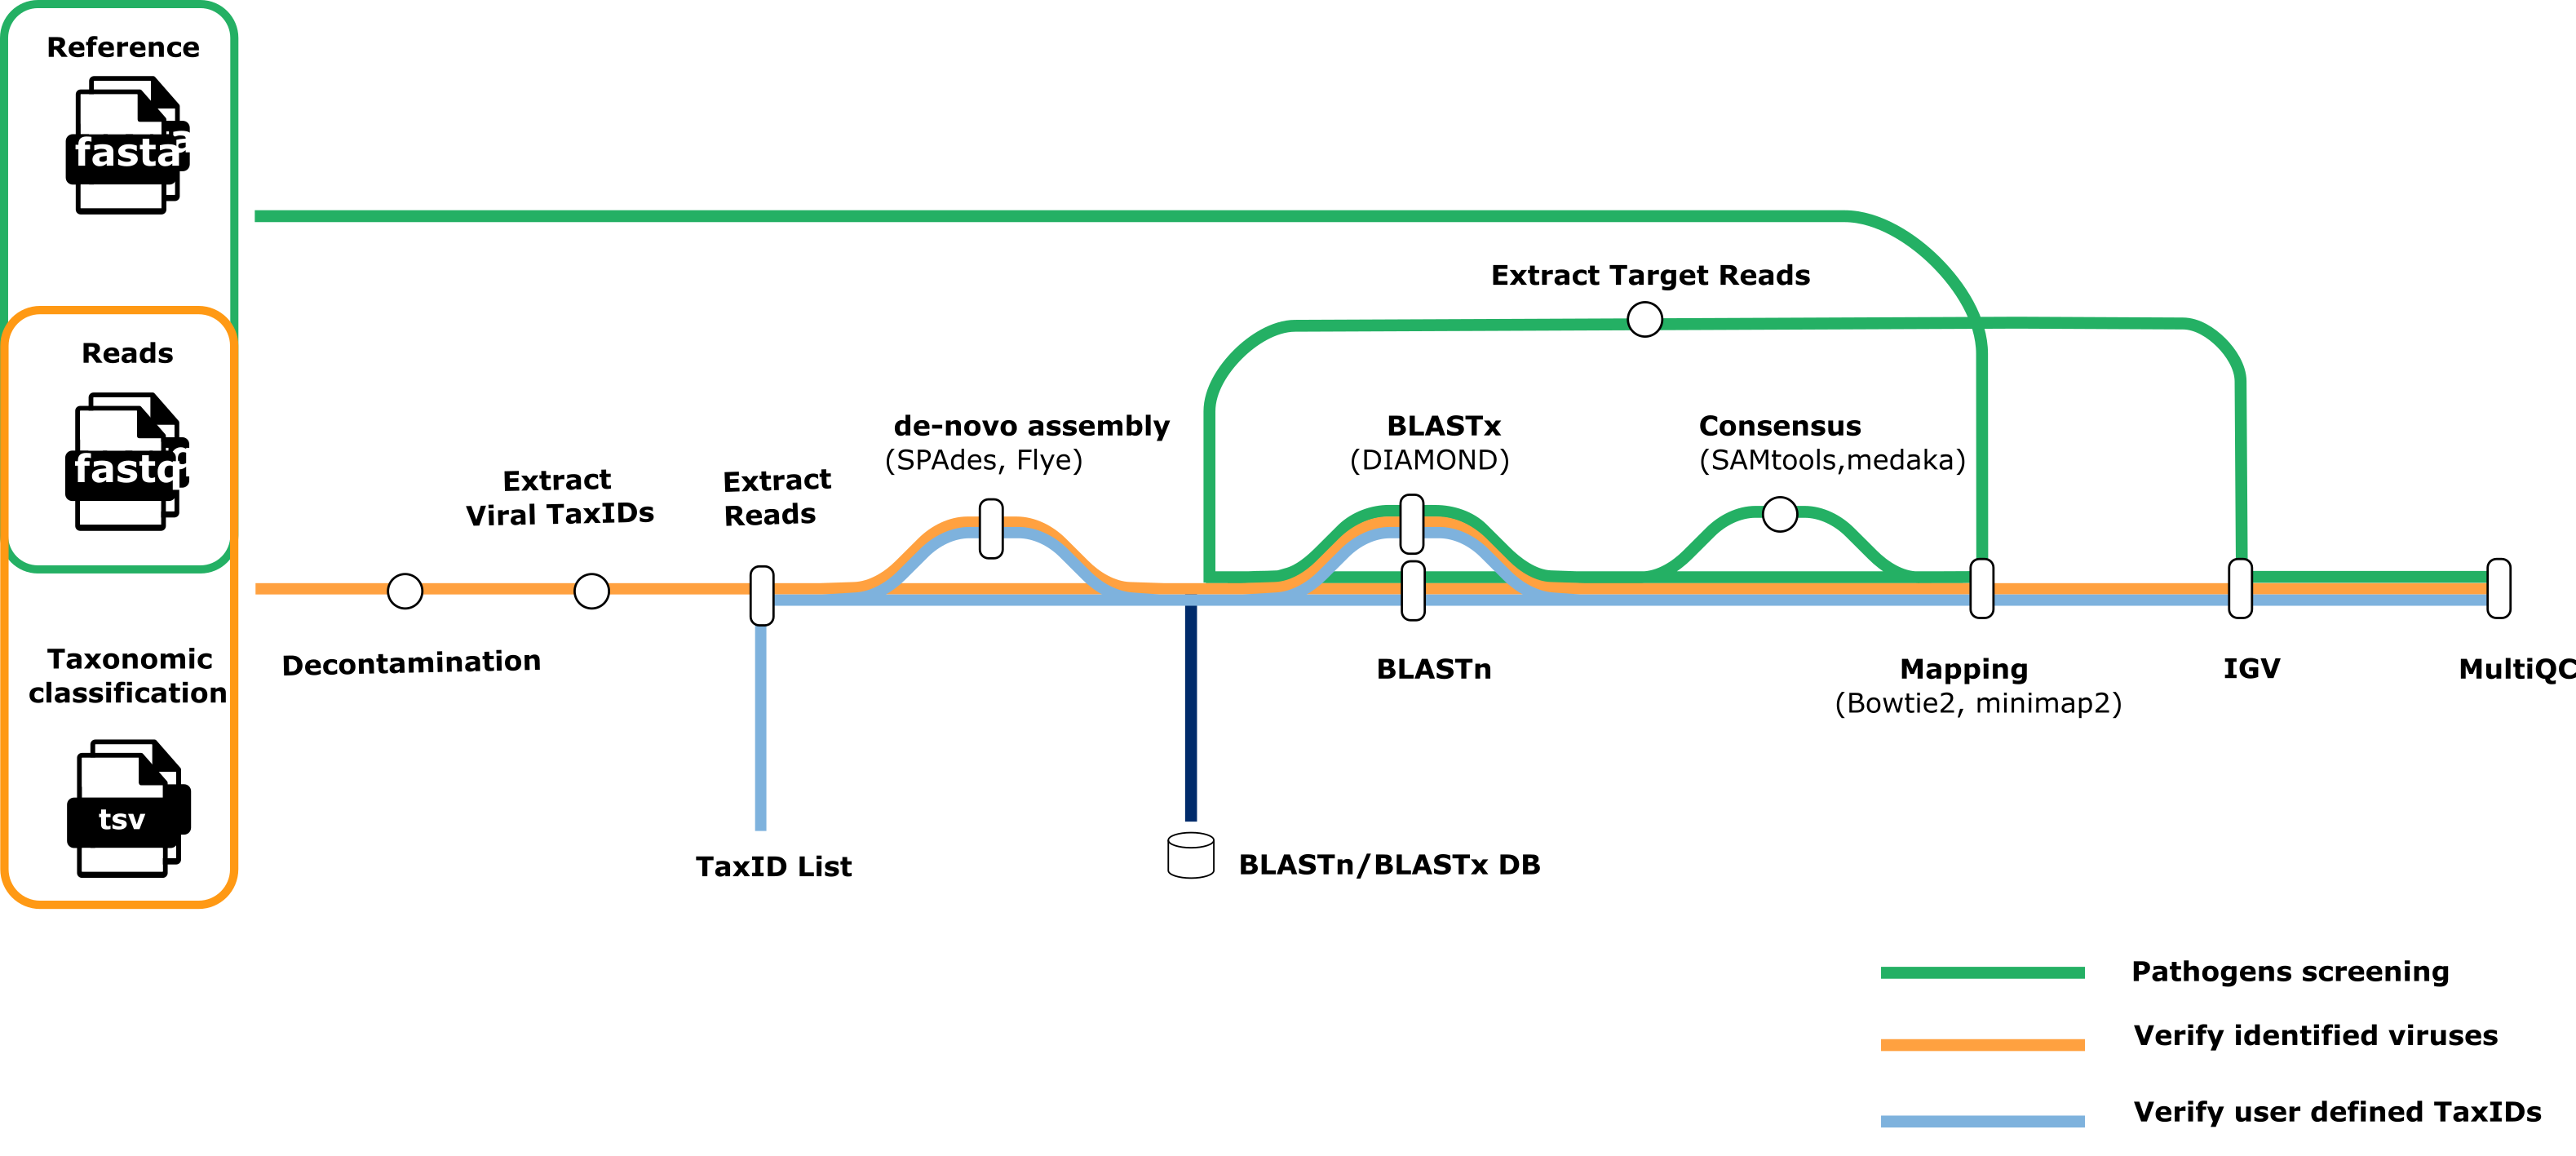 Reference
fasta
Reads
fastq
Taxonomic
classification
tsv
Decontamination
Extract
Viral TaxIDs
Extract
Reads
TaxID List
de-novo assembly
(SPAdes, Flye)
BLASTn/BLASTx DB
Extract Target Reads
BLASTx
(DIAMOND)
BLASTn
Consensus
(SAMtools,medaka)
Mapping
(Bowtie2, minimap2)
IGV
MultiQC
Pathogens screening
Verify identified viruses
Verify user defined TaxIDs